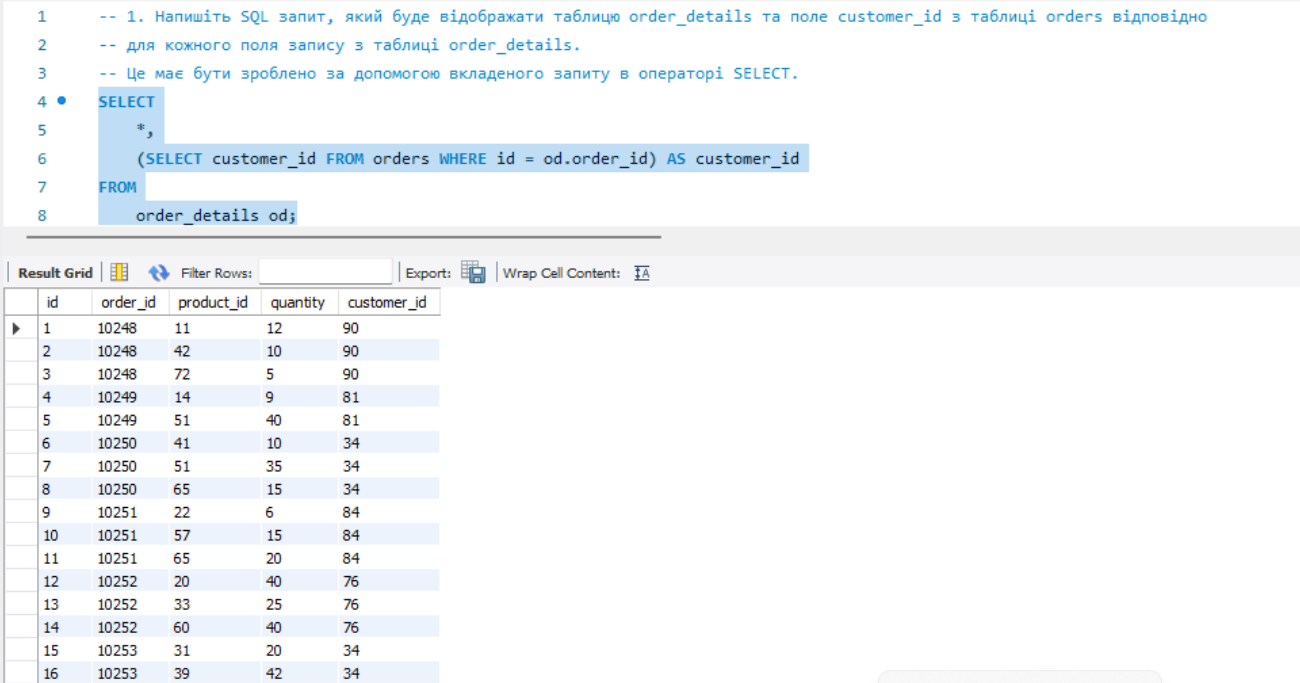 1 -- 1. Напишіть SQL запит, який буде відображати таблицю order_details та поле customer_id з таблиці orders відповідно
2 -- для кожного поля запису з таблиці order_details.
3 -- Це має бути зроблено за допомогою вкладеного запиту в операторі SELECT.
4 SELECT
5 *,
6 (SELECT customer_id FROM orders WHERE id = od.order_id) AS customer_id
7 FROM
8 order_details od;
Result Grid Filter Rows: Export: Wrap Cell Content: IA
id order_id product_id quantity customer_id
1 10248 11 12 90
2 10248 42 10 90
3 10248 72 5 90
4 10249 14 9 81
5 10249 51 40 81
6 10250 41 10 34
7 10250 51 35 34
8 10250 65 15 34
9 10251 22 6 84
10 10251 57 15 84
11 10251 65 20 84
12 10252 20 40 76
13 10252 33 25 76
14 10252 60 40 76
15 10253 31 20 34
16 10253 39 42 34